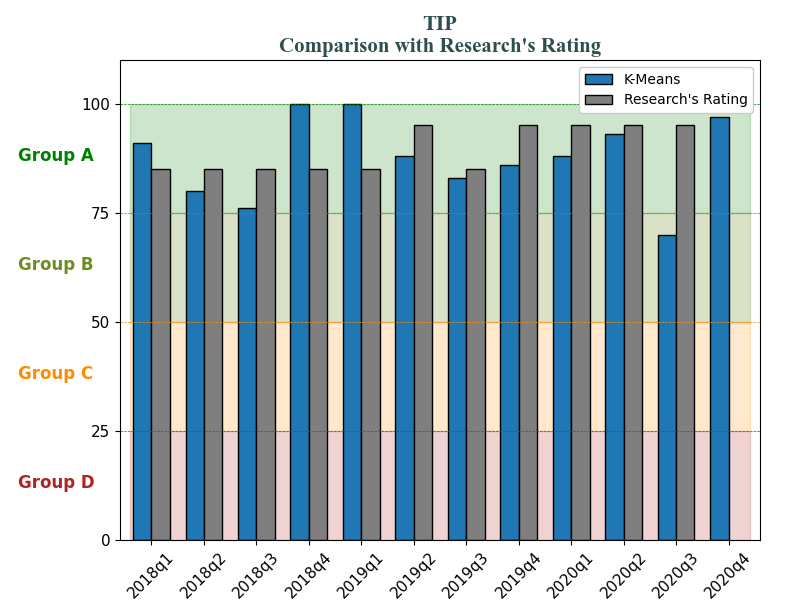 TIP
Comparison with Research's Rating
K-Means
Research's Rating
100
Group A
75
Group B
50
Group C
25
Group D
0
2018q1 2018q2 2018q3 2018q4 2019q1 2019q2 2019q3 2019q4 2020q1 2020q2 2020q3 2020q4